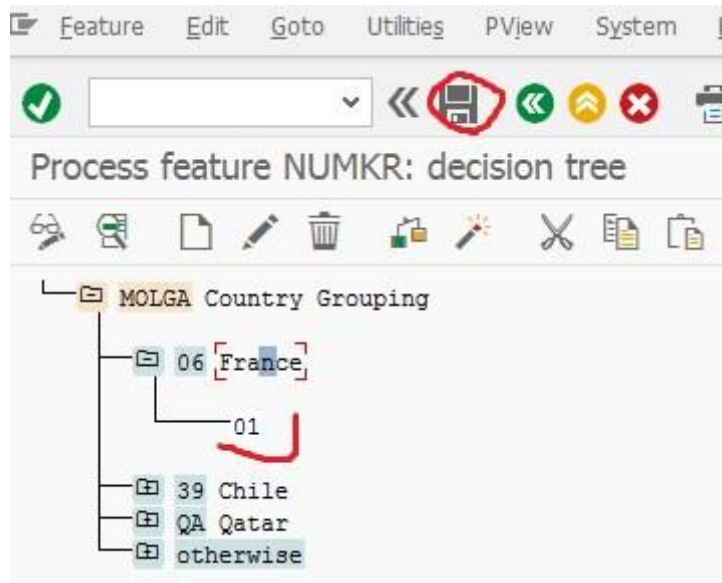 Feature Edit Goto Utilities PView System
Process feature NUMKR: decision tree
MOLGA Country Grouping
06 France
01
39 Chile
QA Qatar
otherwise